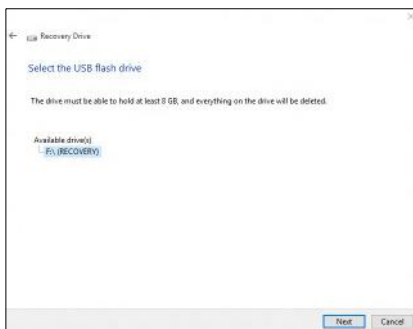 Recovery Drive
Select the USB flash drive
The drive must be able to hold at least 8 GB, and everything on the drive will be deleted.
Available drive(s)
F:\ (RECOVERY)
Next Cancel